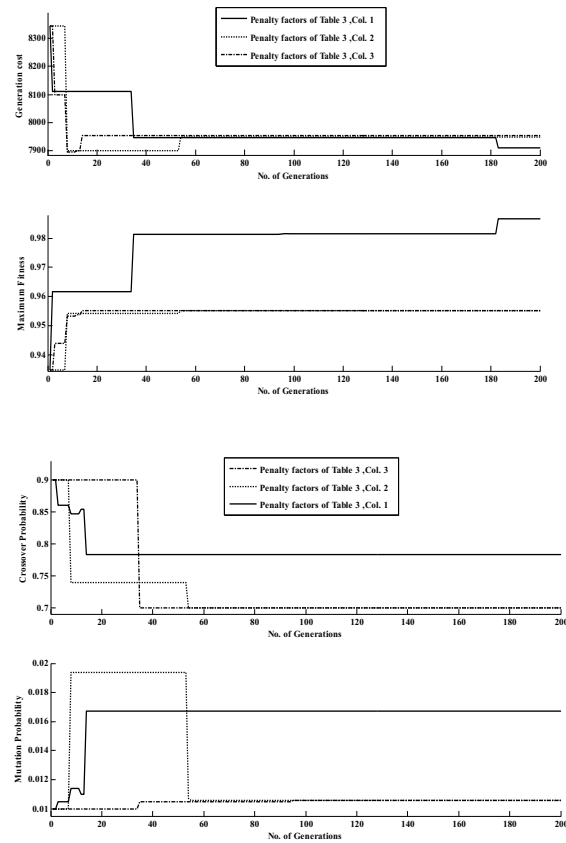 Penalty factors of Table 3 ,Col. 1
Penalty factors of Table 3 ,Col. 2
Penalty factors of Table 3 ,Col. 3
Generation cost
8300
8200
8100
8000
7900
0 20 40 60 80 100 120 140 160 180 200
No. of Generations
Maximum Fitness
0.98
0.97
0.96
0.95
0.94
0 20 40 60 80 100 120 140 160 180 200
No. of Generations
Penalty factors of Table 3 ,Col. 3
Penalty factors of Table 3 ,Col. 2
Penalty factors of Table 3 ,Col. 1
Crossover Probability
0.9
0.85
0.8
0.75
0.7
0 20 40 60 80 100 120 140 160 180 200
No. of Generations
Mutation Probability
0.02
0.018
0.016
0.014
0.012
0.01
0 20 40 60 80 100 120 140 160 180 200
No. of Generations